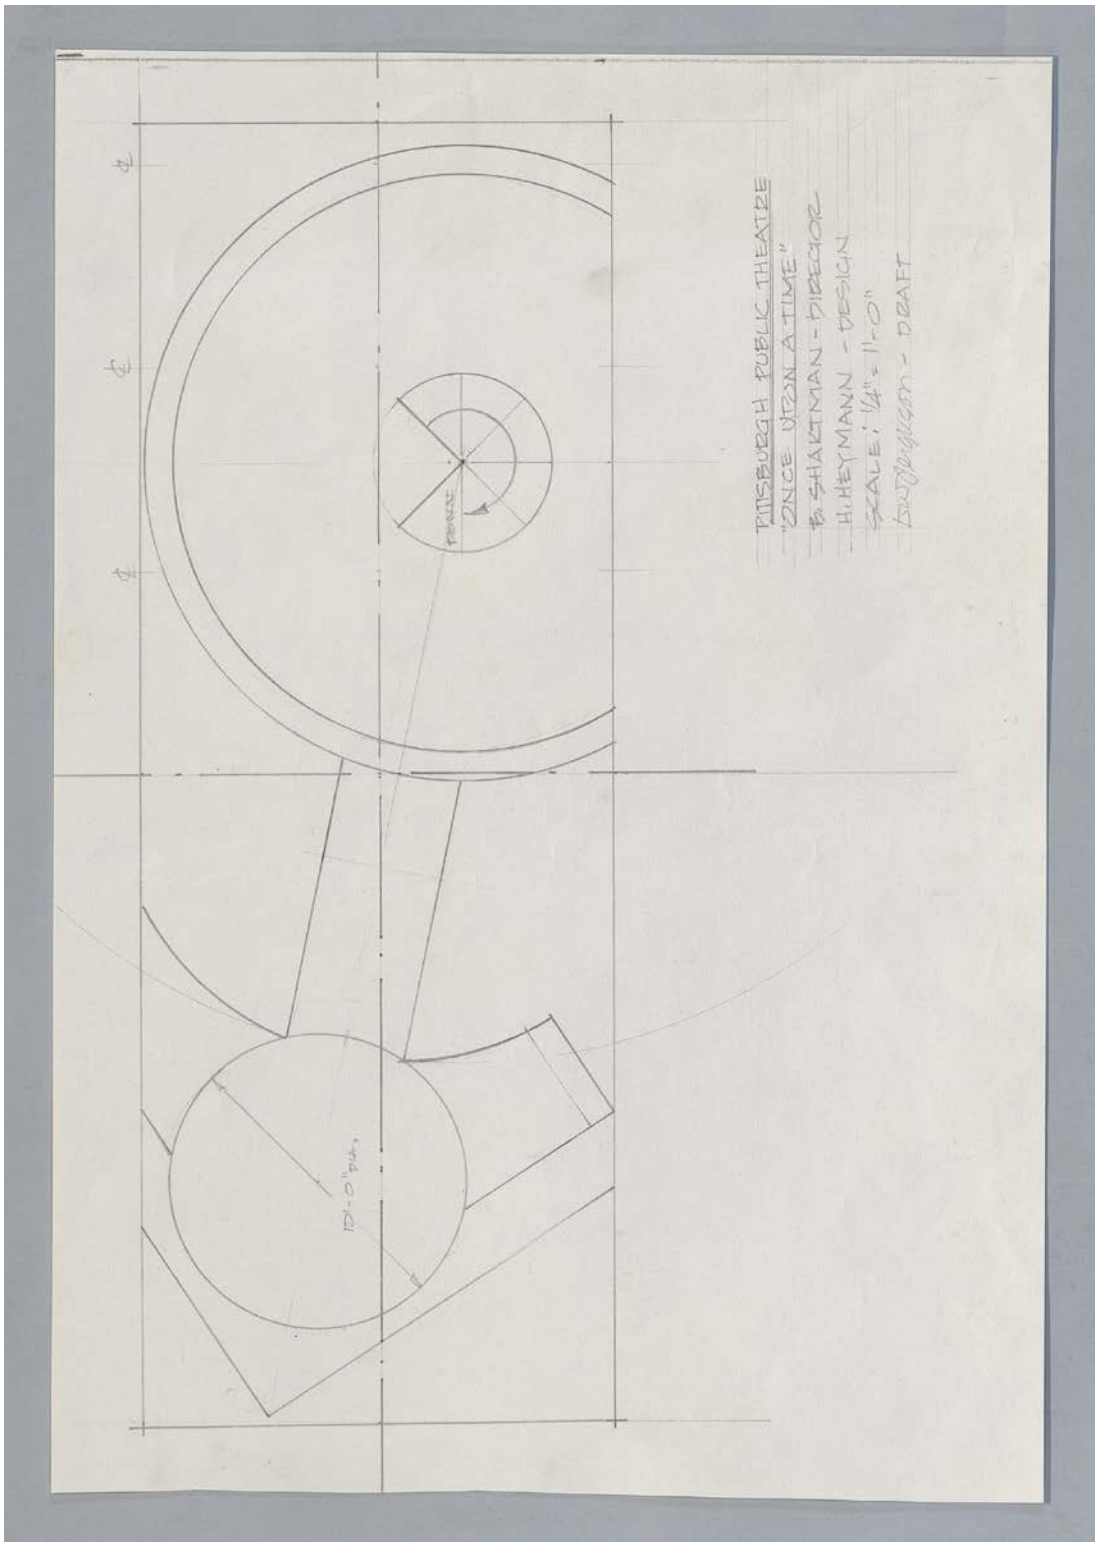 PITTSBURGH PUBLIC THEATRE
"ONCE UPON A TIME"
B. SHAKTMAN - DIRECTOR
H. HEYMANN - DESIGN
SCALE: 1/4" = 1'-0"
- DRAFT
10'-0" DIA.
℄
℄
℄